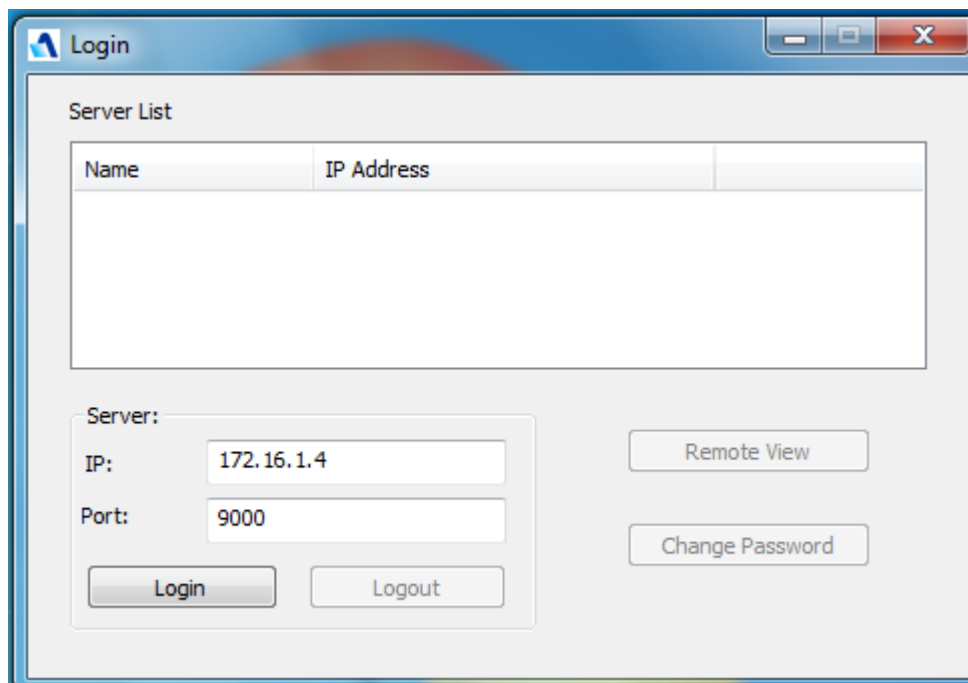 Login
Server List
Name IP Address
Server:
IP: 172.16.1.4
Remote View
Port: 9000
Change Password
Login Logout